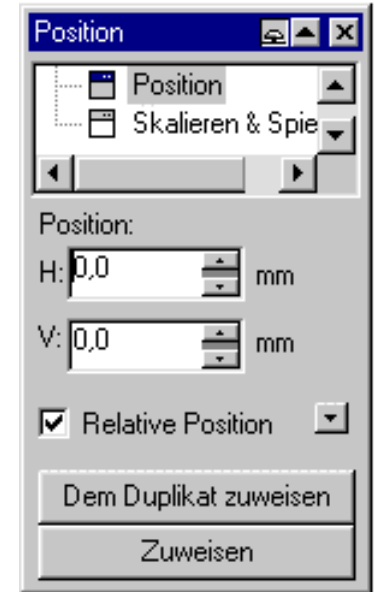 Position
Position
Skalieren & Spie
Position:
H: 0,0 mm
V: 0,0 mm
Relative Position
Dem Duplikat zuweisen
Zuweisen